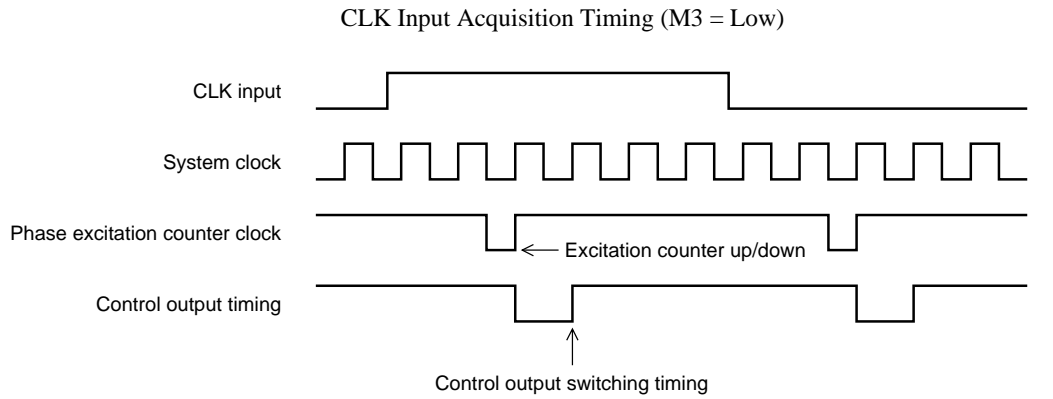 CLK Input Acquisition Timing (M3 = Low)
CLK input
System clock
Phase excitation counter clock
Excitation counter up/down
Control output timing
Control output switching timing